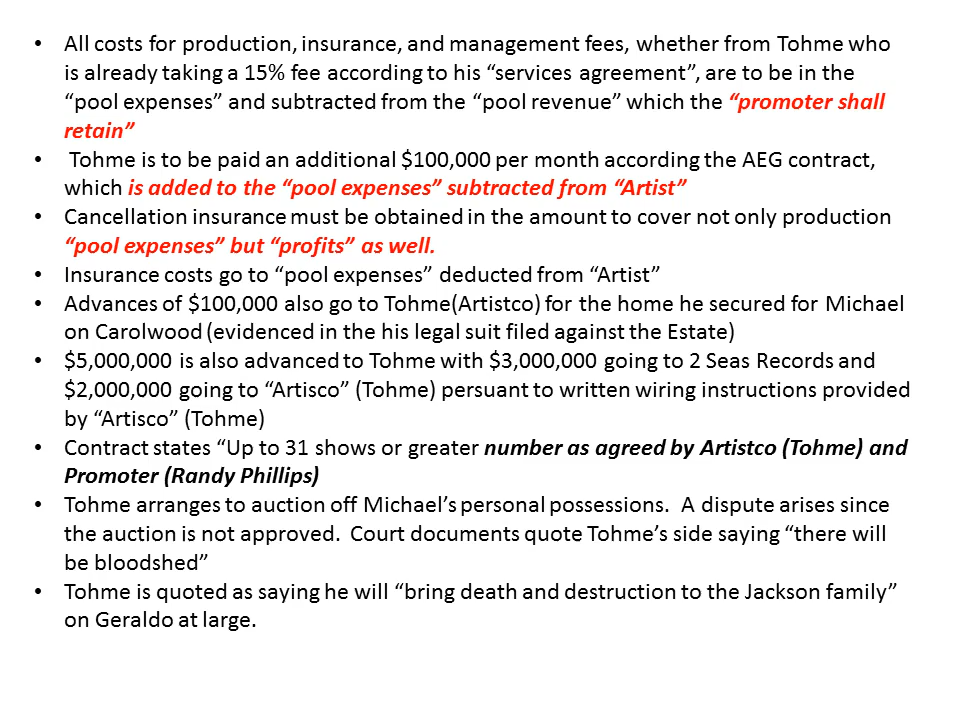 • All costs for production, insurance, and management fees, whether from Tohme who
is already taking a 15% fee according to his “services agreement”, are to be in the
“pool expenses” and subtracted from the “pool revenue” which the “promoter shall
retain”
• Tohme is to be paid an additional $100,000 per month according the AEG contract,
which is added to the “pool expenses” subtracted from “Artist”
• Cancellation insurance must be obtained in the amount to cover not only production
“pool expenses” but “profits” as well.
• Insurance costs go to “pool expenses” deducted from “Artist”
• Advances of $100,000 also go to Tohme(Artistco) for the home he secured for Michael
on Carolwood (evidenced in the his legal suit filed against the Estate)
• $5,000,000 is also advanced to Tohme with $3,000,000 going to 2 Seas Records and
$2,000,000 going to “Artisco” (Tohme) persuant to written wiring instructions provided
by “Artisco” (Tohme)
• Contract states “Up to 31 shows or greater number as agreed by Artistco (Tohme) and
Promoter (Randy Phillips)
• Tohme arranges to auction off Michael’s personal possessions. A dispute arises since
the auction is not approved. Court documents quote Tohme’s side saying “there will
be bloodshed”
• Tohme is quoted as saying he will “bring death and destruction to the Jackson family”
on Geraldo at large.